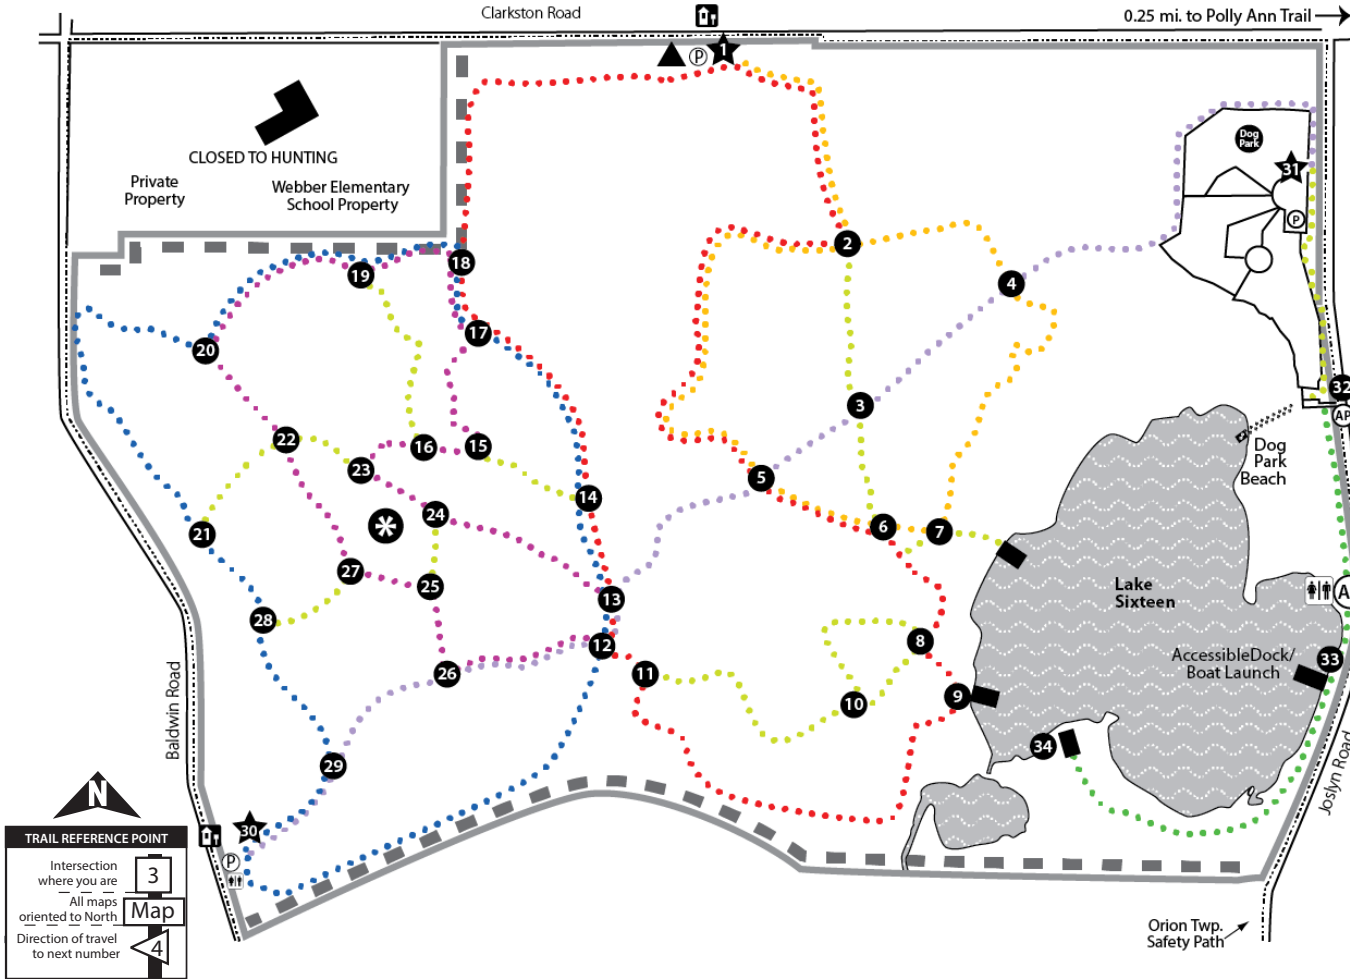 Clarkston Road
0.25 mi. to Polly Ann Trail
P
1
Dog
Park
CLOSED TO HUNTING
Private
Property
Webber Elementary
School Property
31
P
2
18
19
4
17
20
32
3
AP
22
16
15
23
Dog
Park
Beach
5
14
24
6
7
21
27
25
13
Lake
Sixteen
A
28
12
8
26
11
Accessible Dock/
Boat Launch
33
9
10
34
29
Baldwin Road
Joslyn Road
N
30
P
TRAIL REFERENCE POINT
Intersection
where you are
3
All maps
oriented to North
Map
Direction of travel
to next number
4
Orion Twp.
Safety Path